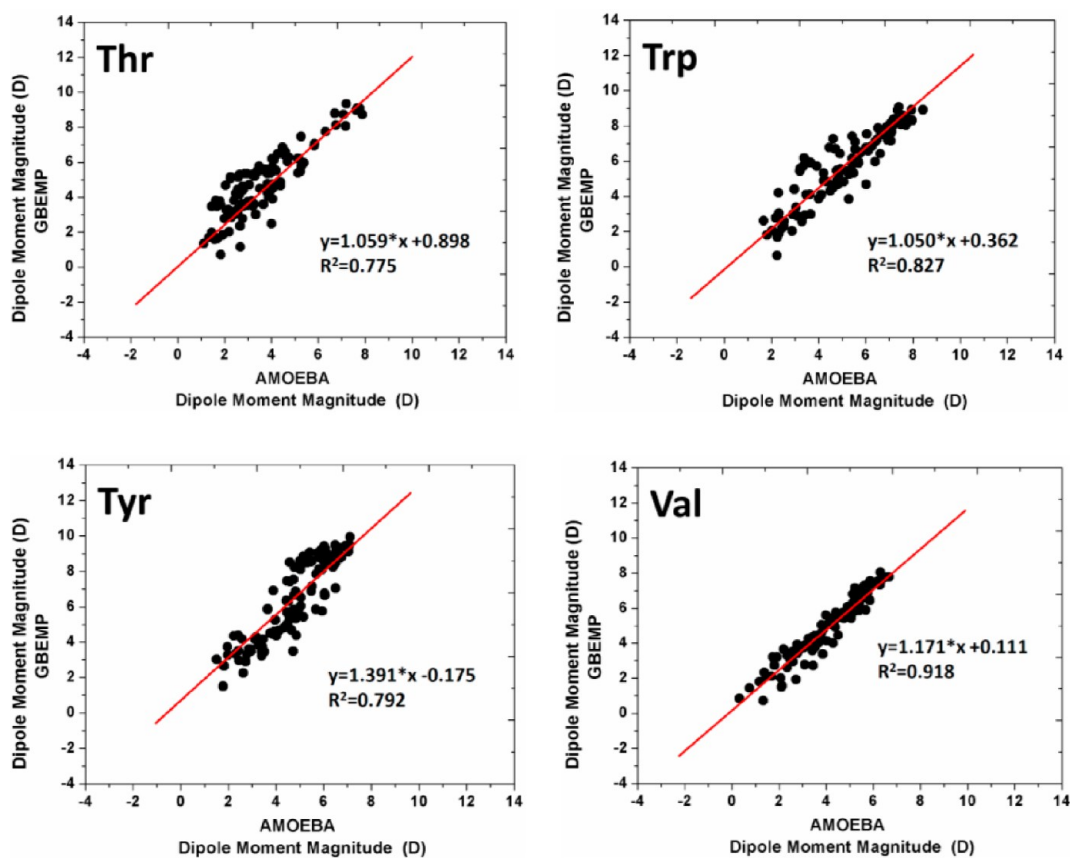 Thr
14
12
10
8
6
4
2
0
-2
-4
-4 -2 0 2 4 6 8 10 12 14
Dipole Moment Magnitude (D)
GBEMP
y=1.059*x +0.898
R²=0.775
AMOEBA
Dipole Moment Magnitude (D)
Trp
14
12
10
8
6
4
2
0
-2
-4
-4 -2 0 2 4 6 8 10 12 14
Dipole Moment Magnitude (D)
GBEMP
y=1.050*x +0.362
R²=0.827
AMOEBA
Dipole Moment Magnitude (D)
Tyr
14
12
10
8
6
4
2
0
-2
-4
-4 -2 0 2 4 6 8 10 12 14
Dipole Moment Magnitude (D)
GBEMP
y=1.391*x -0.175
R²=0.792
AMOEBA
Dipole Moment Magnitude (D)
Val
14
12
10
8
6
4
2
0
-2
-4
-4 -2 0 2 4 6 8 10 12 14
Dipole Moment Magnitude (D)
GBEMP
y=1.171*x +0.111
R²=0.918
AMOEBA
Dipole Moment Magnitude (D)